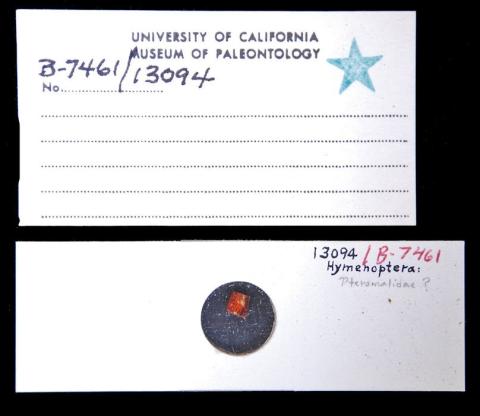 UNIVERSITY OF CALIFORNIA
MUSEUM OF PALEONTOLOGY
B-7461/13094
No.
13094/B-7461
Hymenoptera:
Pteromalidae?